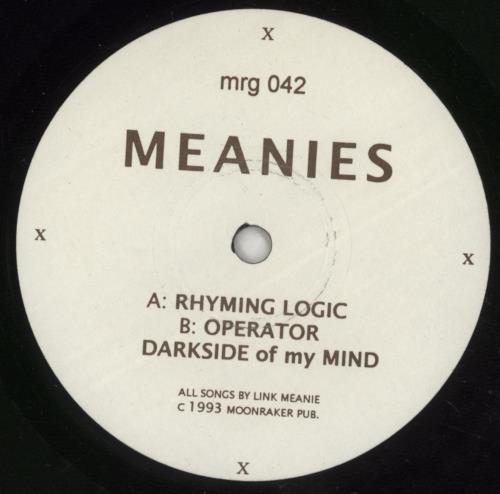 X
mrg 042
MEANIES
X
X
A: RHYMING LOGIC
B: OPERATOR
DARKSIDE of my MIND
ALL SONGS BY LINK MEANIE
C 1993 MOONRAKER PUB.
X